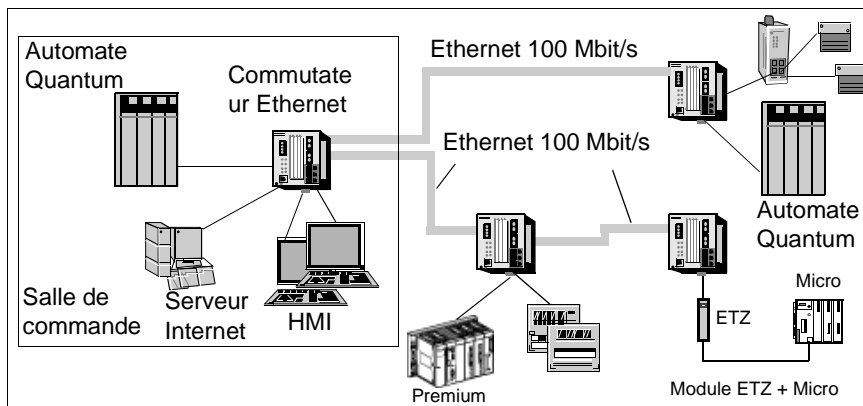 Automate
Quantum
Commutate
ur Ethernet
Ethernet 100 Mbit/s
Ethernet 100 Mbit/s
Automate
Quantum
Salle de
commande
Serveur
Internet
HMI
Premium
ETZ
Micro
Module ETZ + Micro